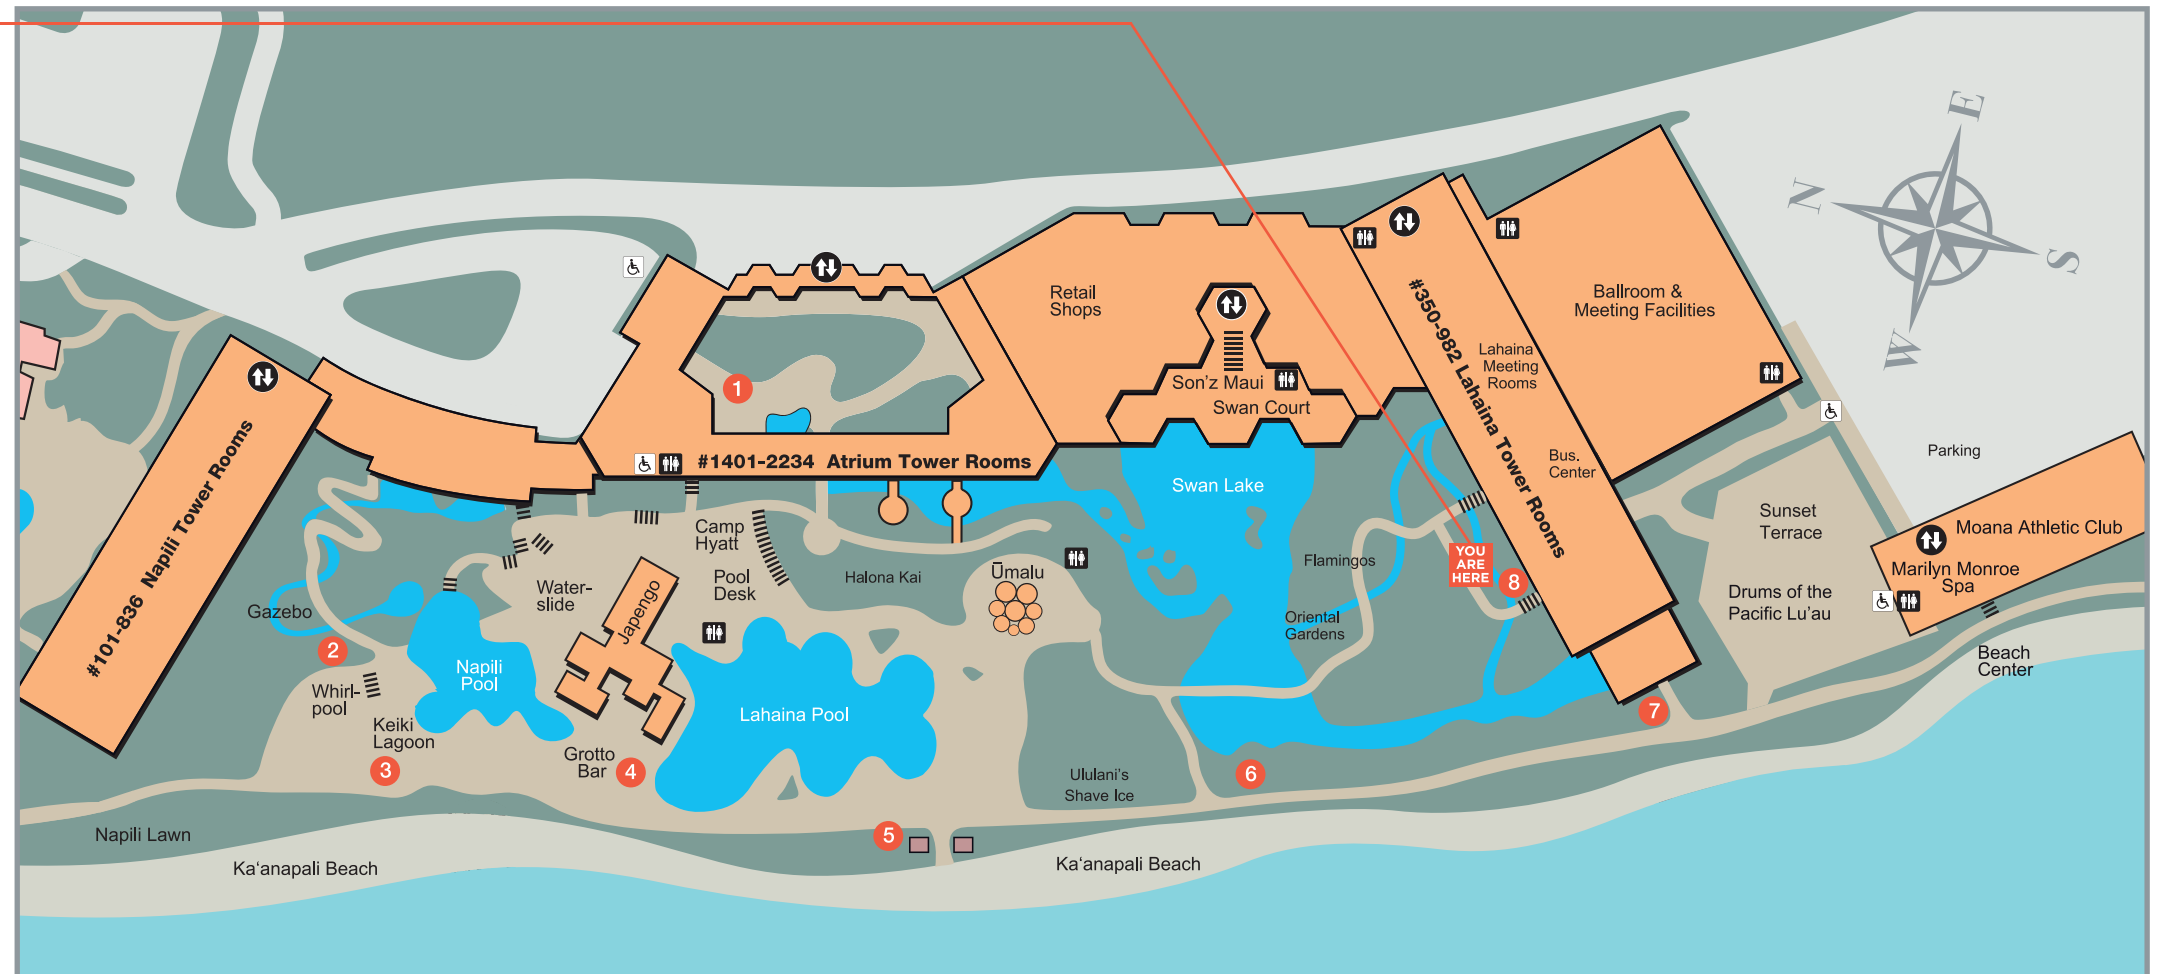 E
N
S
W
Retail
Shops
Ballroom &
Meeting Facilities
#350-982 Lahaina Tower Rooms
Lahaina
Meeting
Rooms
Son'z Maui
Swan Court
1
Bus.
Center
Parking
#1401-2234 Atrium Tower Rooms
#101-836 Napili Tower Rooms
Swan Lake
Sunset
Terrace
Moana Athletic Club
Marilyn Monroe
Spa
Camp
Hyatt
Pool
Desk
Halona Kai
Ūmalu
Flamingos
YOU
ARE
HERE
8
Drums of the
Pacific Lu'au
Water-
slide
Japengo
Gazebo
Oriental
Gardens
2
Beach
Center
Napili
Pool
Whirl-
pool
Lahaina Pool
7
Keiki
Lagoon
3
Grotto
Bar
4
6
Ululani's
Shave Ice
5
Napili Lawn
Ka‘anapali Beach
Ka‘anapali Beach